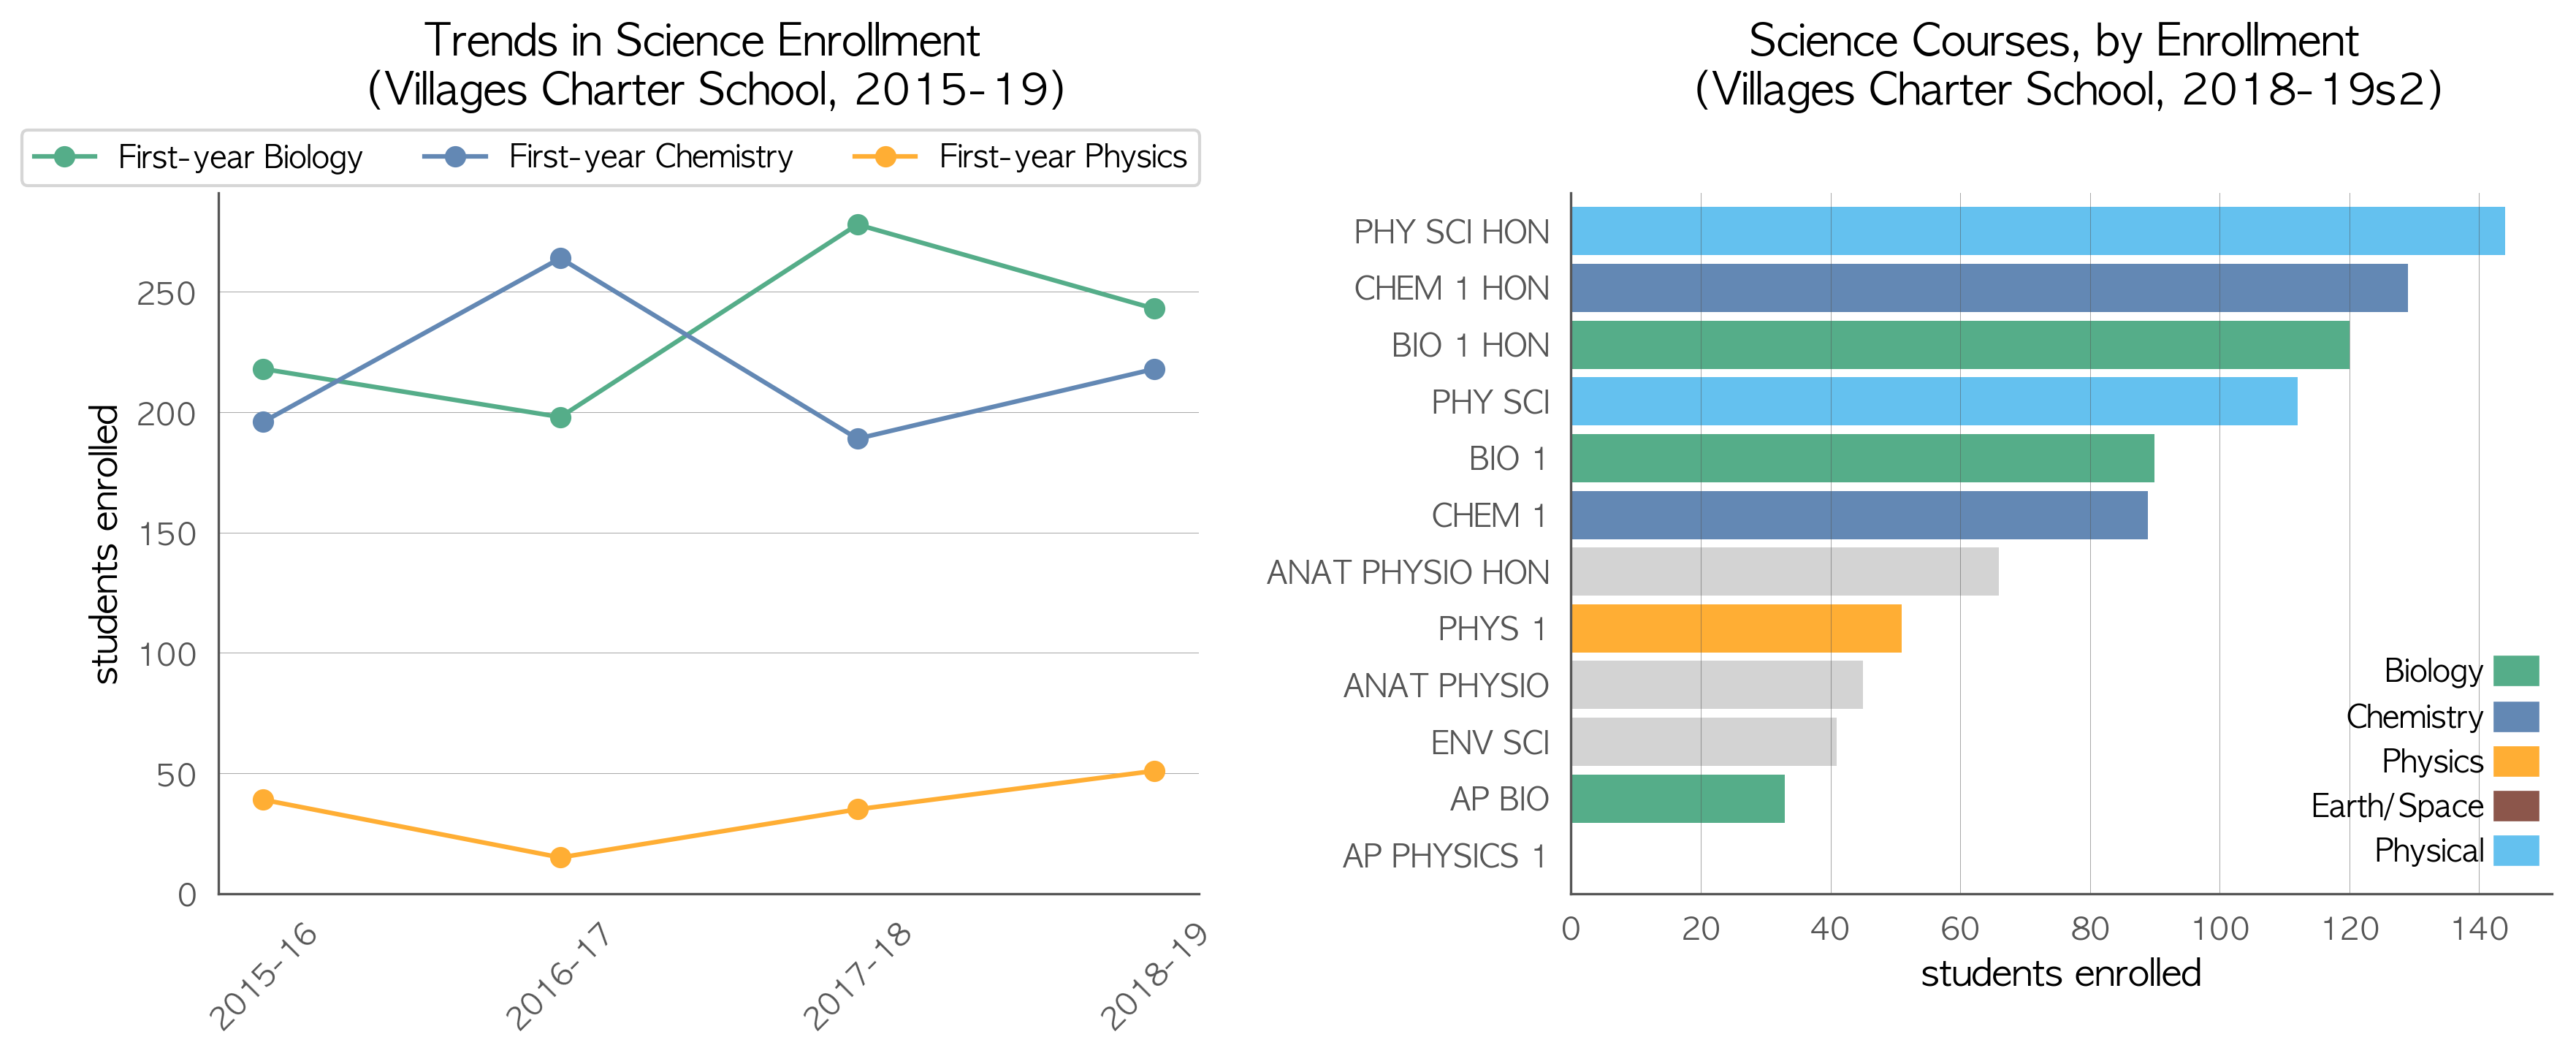 Trends in Science Enrollment
(Villages Charter School, 2015-19)
First-year Biology
First-year Chemistry
First-year Physics
students enrolled
250
200
150
100
50
0
2015-16
2016-17
2017-18
2018-19
Science Courses, by Enrollment
(Villages Charter School, 2018-19s2)
PHY SCI HON
CHEM 1 HON
BIO 1 HON
PHY SCI
BIO 1
CHEM 1
ANAT PHYSIO HON
PHYS 1
ANAT PHYSIO
ENV SCI
AP BIO
AP PHYSICS 1
Biology
Chemistry
Physics
Earth/Space
Physical
0 20 40 60 80 100 120 140
students enrolled